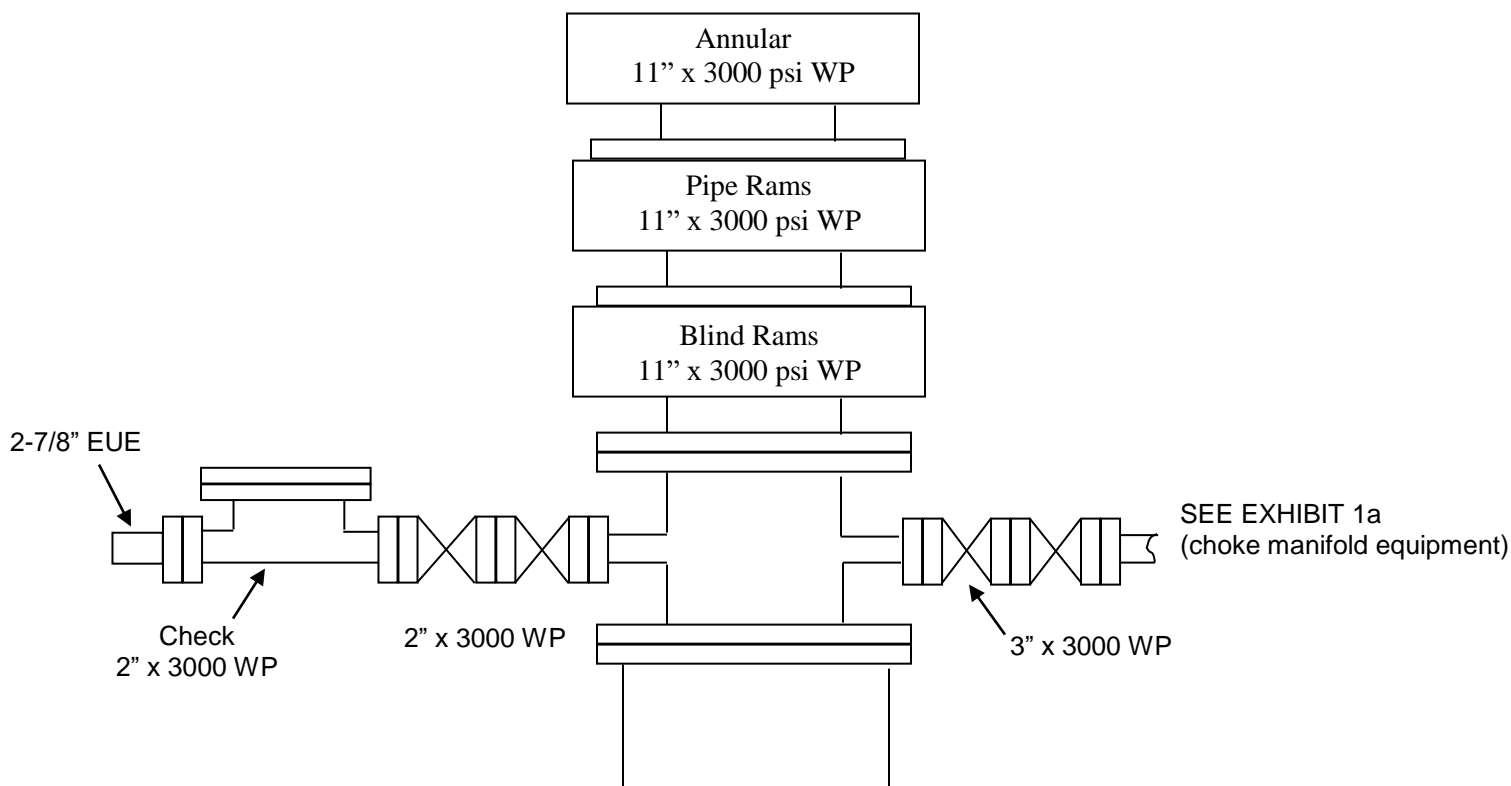 Annular
11” x 3000 psi WP
Pipe Rams
11” x 3000 psi WP
Blind Rams
11” x 3000 psi WP
2-7/8” EUE
SEE EXHIBIT 1a
(choke manifold equipment)
Check
2” x 3000 WP
2” x 3000 WP
3” x 3000 WP